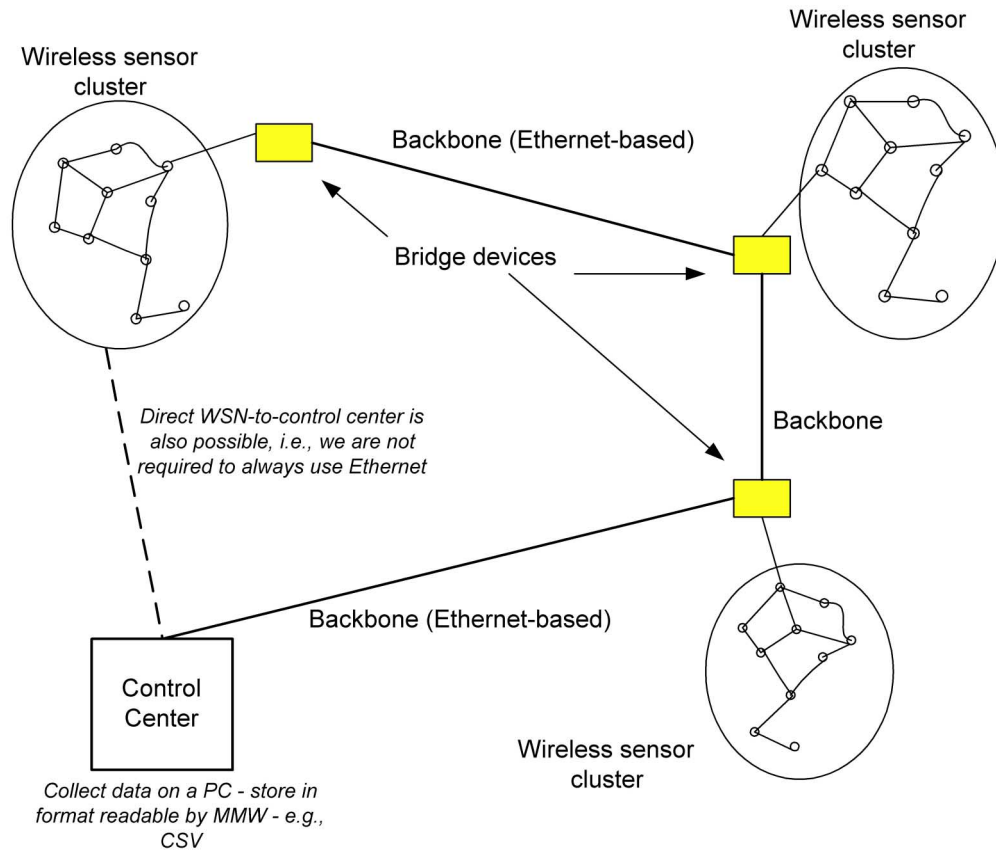 Wireless sensor
cluster
Wireless sensor
cluster
Backbone (Ethernet-based)
Bridge devices
Direct WSN-to-control center is
also possible, i.e., we are not
required to always use Ethernet
Backbone
Backbone (Ethernet-based)
Control
Center
Wireless sensor
cluster
Collect data on a PC - store in
format readable by MMW - e.g.,
CSV